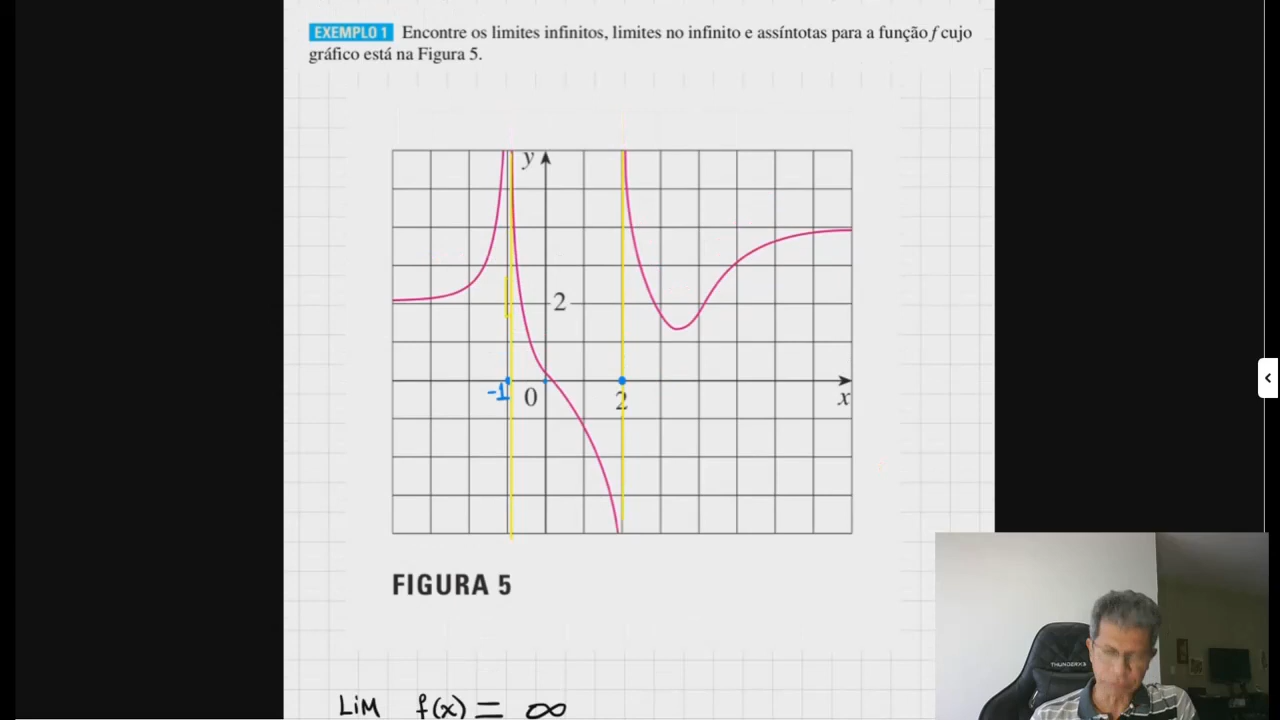 EXEMPLO 1 Encontre os limites infinitos, limites no infinito e assíntotas para a função f cujo
gráfico está na Figura 5.
y
2
-1 0 2 x
FIGURA 5
LiM f(x) = ∞
THUNDERX3